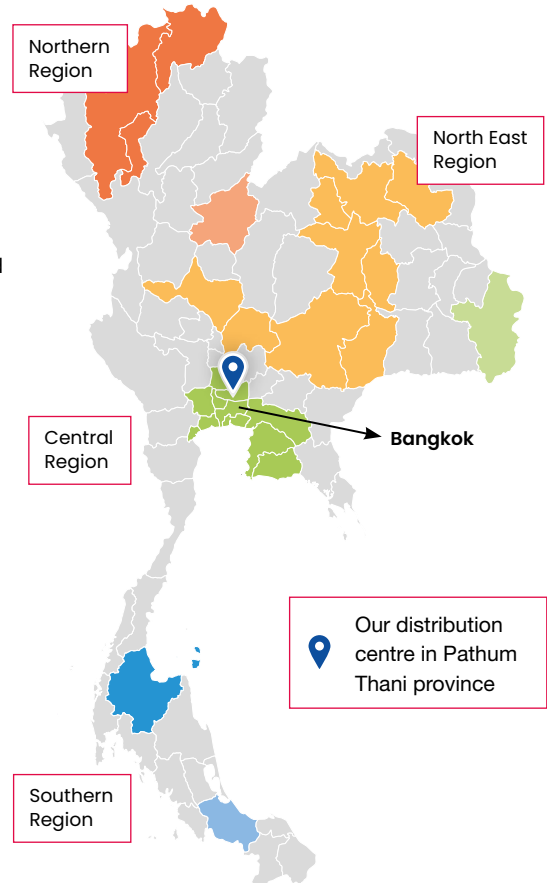 Northern
Region
North East
Region
Central
Region
Bangkok
Our distribution
centre in Pathum
Thani province
Southern
Region